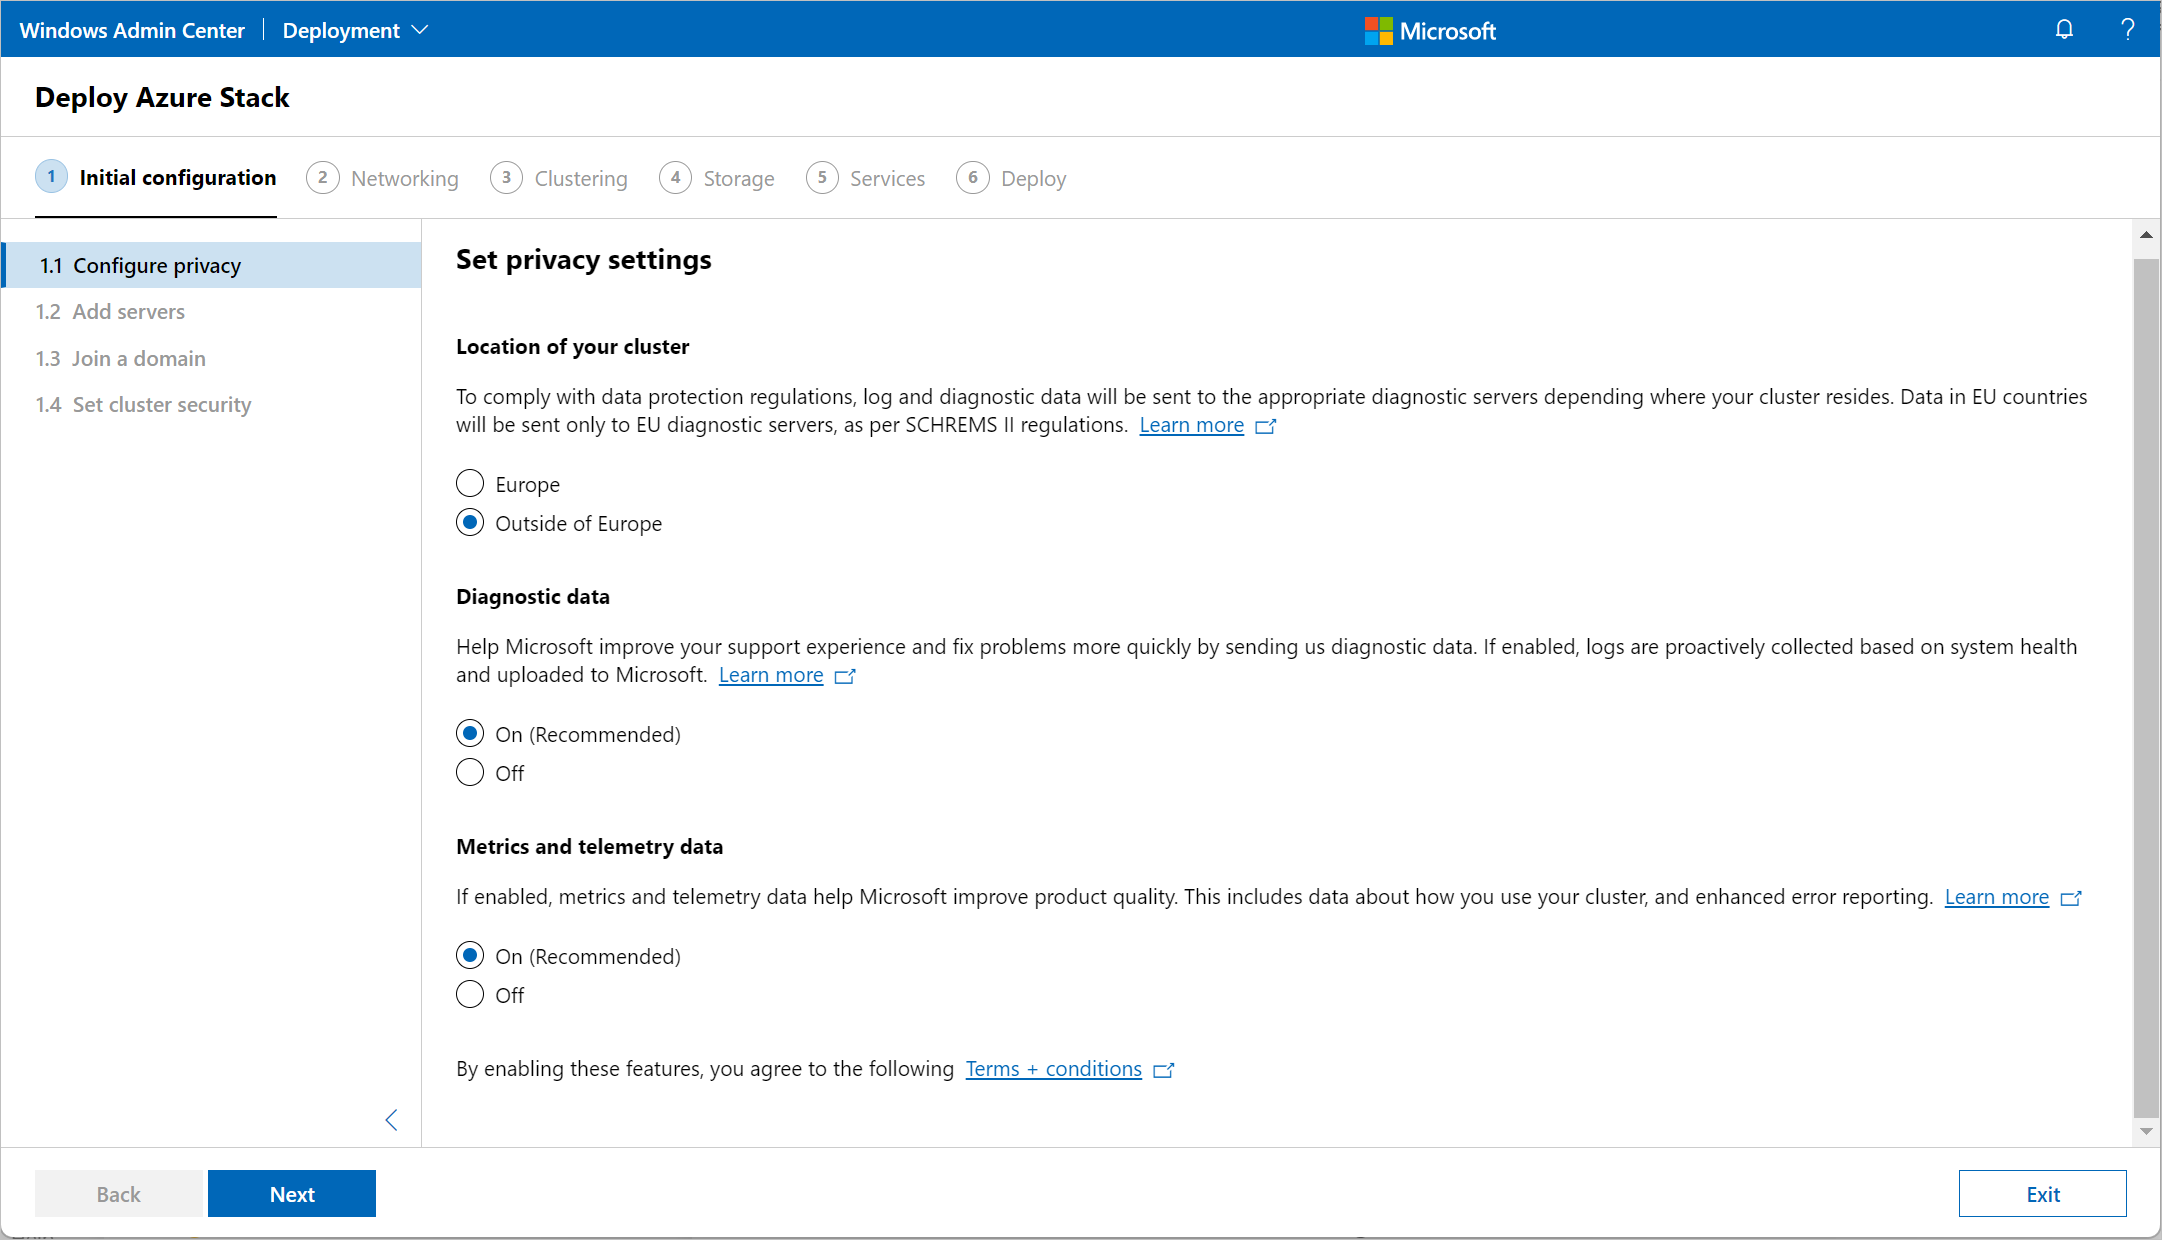 Windows Admin Center Deployment Microsoft
Deploy Azure Stack
1 Initial configuration 2 Networking 3 Clustering 4 Storage 5 Services 6 Deploy
1.1 Configure privacy
1.2 Add servers
1.3 Join a domain
1.4 Set cluster security
Set privacy settings
Location of your cluster
To comply with data protection regulations, log and diagnostic data will be sent to the appropriate diagnostic servers depending where your cluster resides. Data in EU countries
will be sent only to EU diagnostic servers, as per SCHREMS II regulations. Learn more
Europe
Outside of Europe
Diagnostic data
Help Microsoft improve your support experience and fix problems more quickly by sending us diagnostic data. If enabled, logs are proactively collected based on system health
and uploaded to Microsoft. Learn more
On (Recommended)
Off
Metrics and telemetry data
If enabled, metrics and telemetry data help Microsoft improve product quality. This includes data about how you use your cluster, and enhanced error reporting. Learn more
On (Recommended)
Off
By enabling these features, you agree to the following Terms + conditions
Back Next Exit